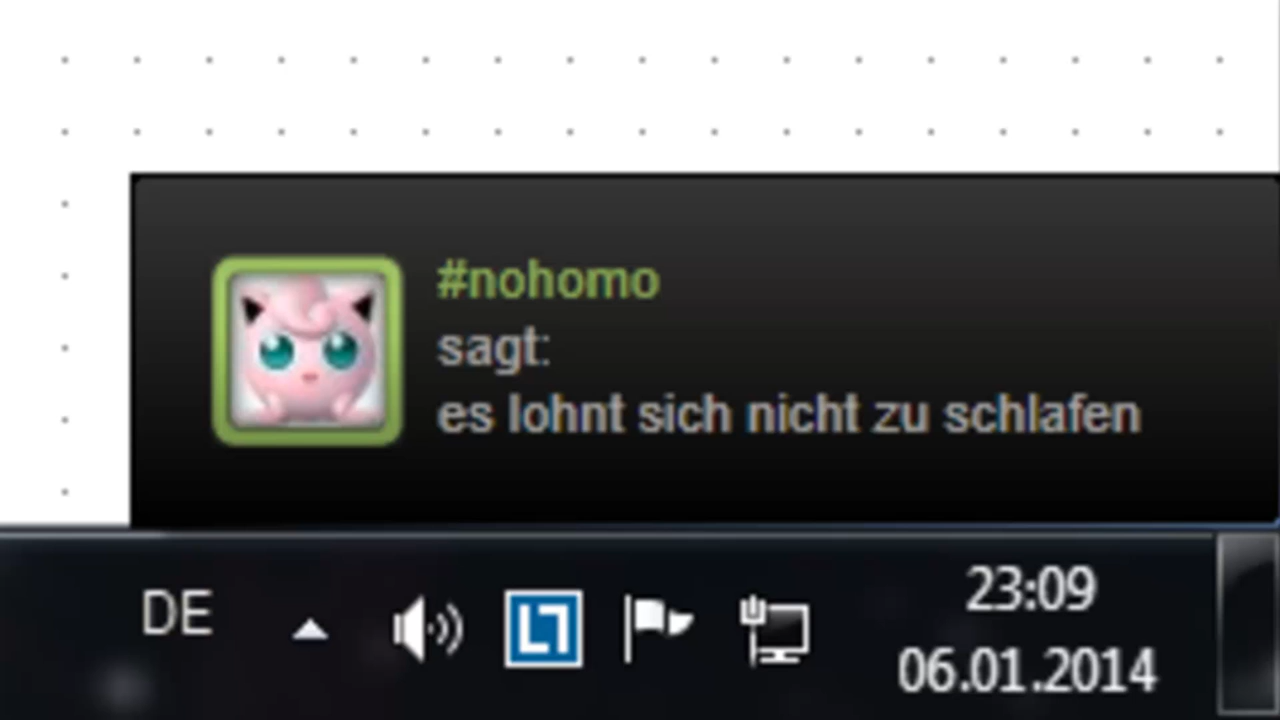 #nohomo
sagt:
es lohnt sich nicht zu schlafen
DE
23:09
06.01.2014